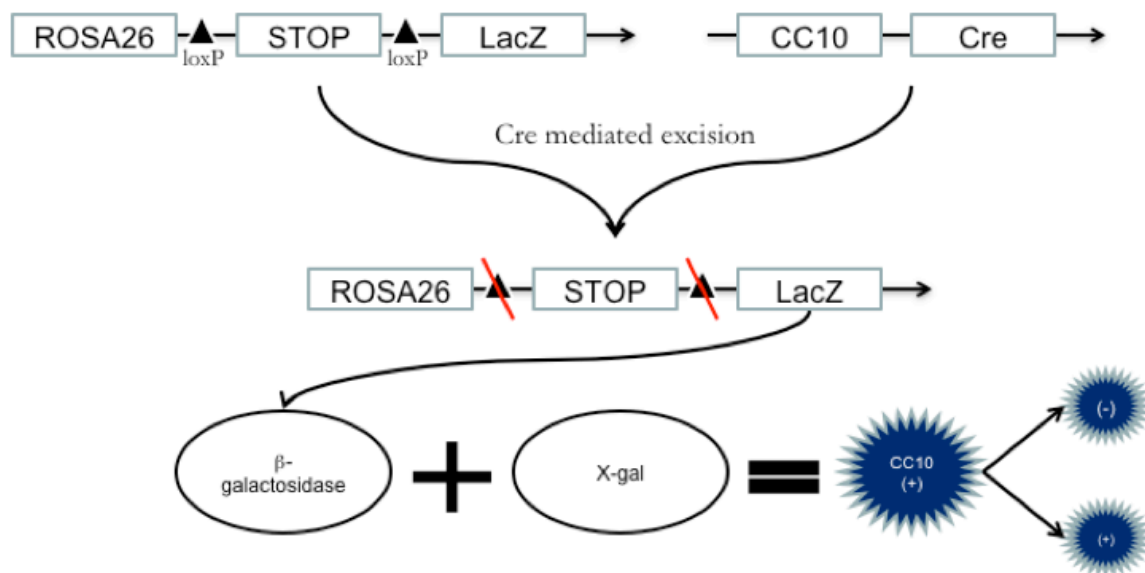 ROSA26 STOP LacZ CC10 Cre
loxP loxP
Cre mediated excision
ROSA26 STOP LacZ
β-
galactosidase
X-gal
CC10
(+)
(-)
(+)